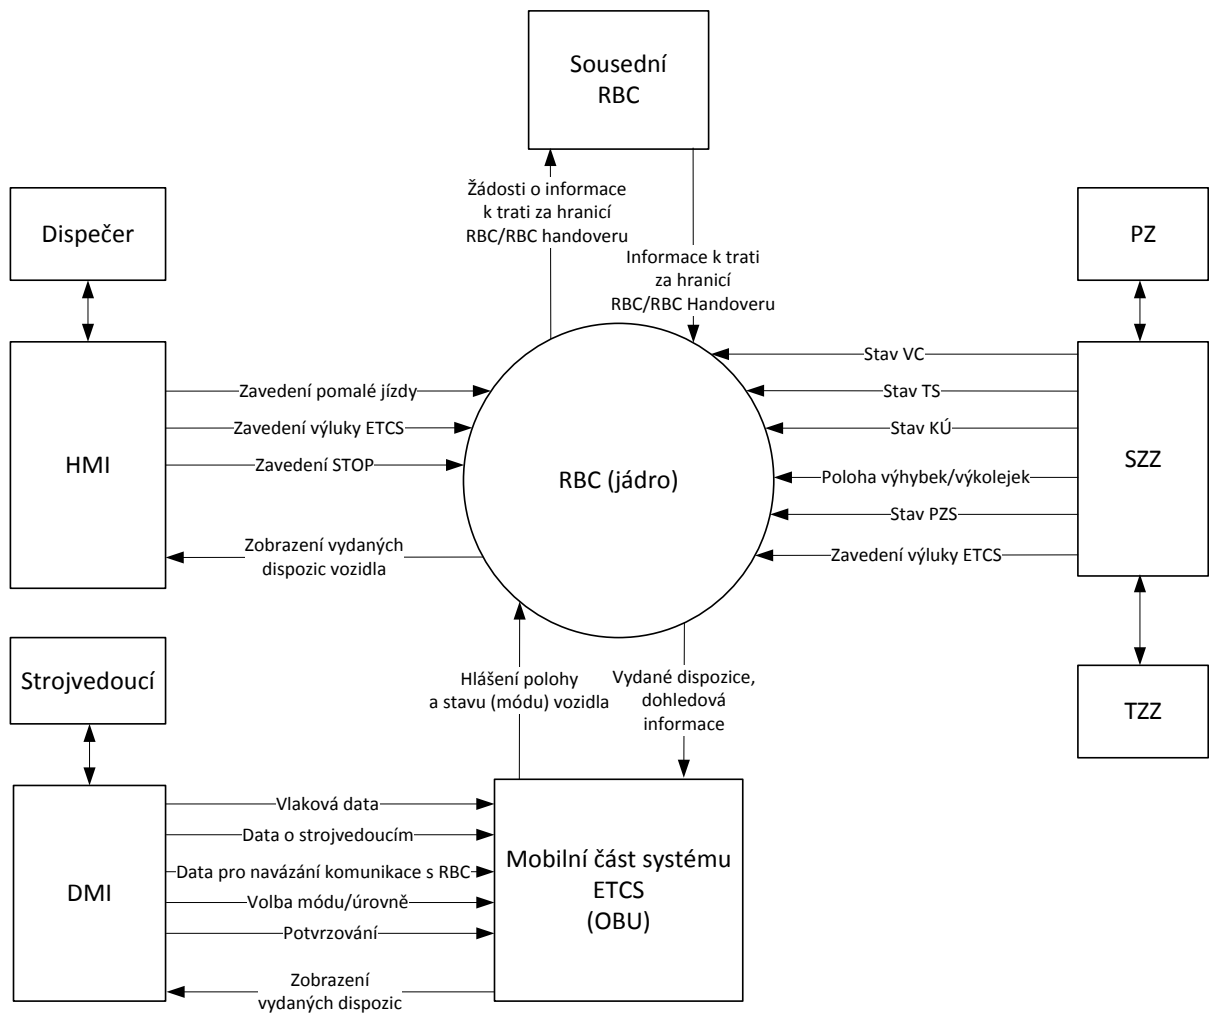 Sousední
RBC
Žádosti o informace
k trati za hranicí
RBC/RBC handoveru
Informace k trati
za hranicí
RBC/RBC Handoveru
Dispečer
PZ
HMI
Zavedení pomalé jízdy
Zavedení výluky ETCS
Zavedení STOP
Zobrazení vydaných
dispozic vozidla
RBC (jádro)
Stav VC
Stav TS
Stav KÚ
Poloha výhybek/výkolejek
Stav PZS
Zavedení výluky ETCS
SZZ
TZZ
Hlášení polohy
a stavu (módu) vozidla
Vydané dispozice,
dohledová
informace
Strojvedoucí
DMI
Vlaková data
Data o strojvedoucím
Data pro navázání komunikace s RBC
Volba módu/úrovně
Potvrzování
Zobrazení
vydaných dispozic
Mobilní část systému
ETCS
(OBU)